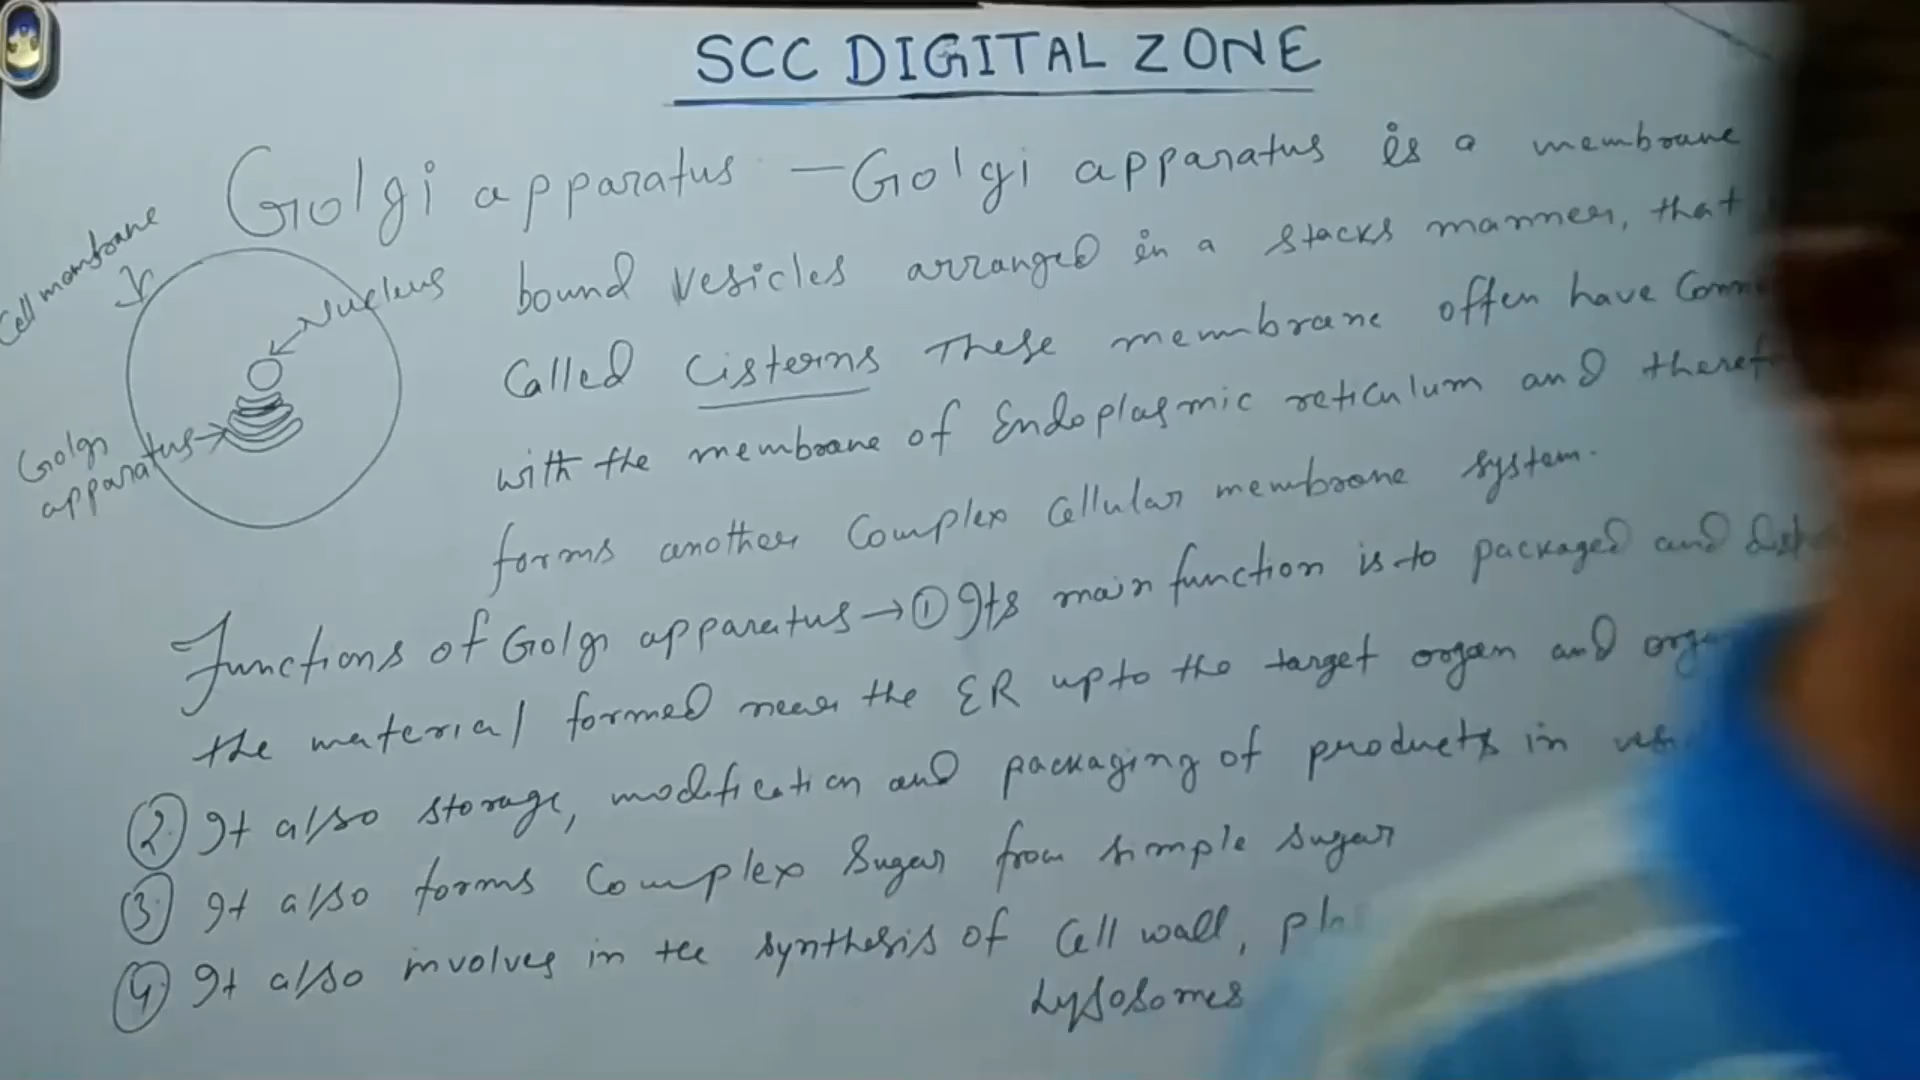 SCC DIGITAL ZONE
Golgi apparatus — Golgi apparatus is a membrane
bound vesicles arranged in a stacks manner, that
called Cisterns These membrane often have
with the membrane of Endoplasmic reticulum and
forms another Complex Cellular membrane system.
Functions of Golgi apparatus → ① Its main function is to packaged and
the material formed near the ER upto the target organ and
② It also storage, modification and packaging of products in
③ It also forms Complex Sugar from simple sugar
④ It also involves in the synthesis of Cell wall,
Lysosomes
Cell membrane
Nucleus
Golgi
apparatus